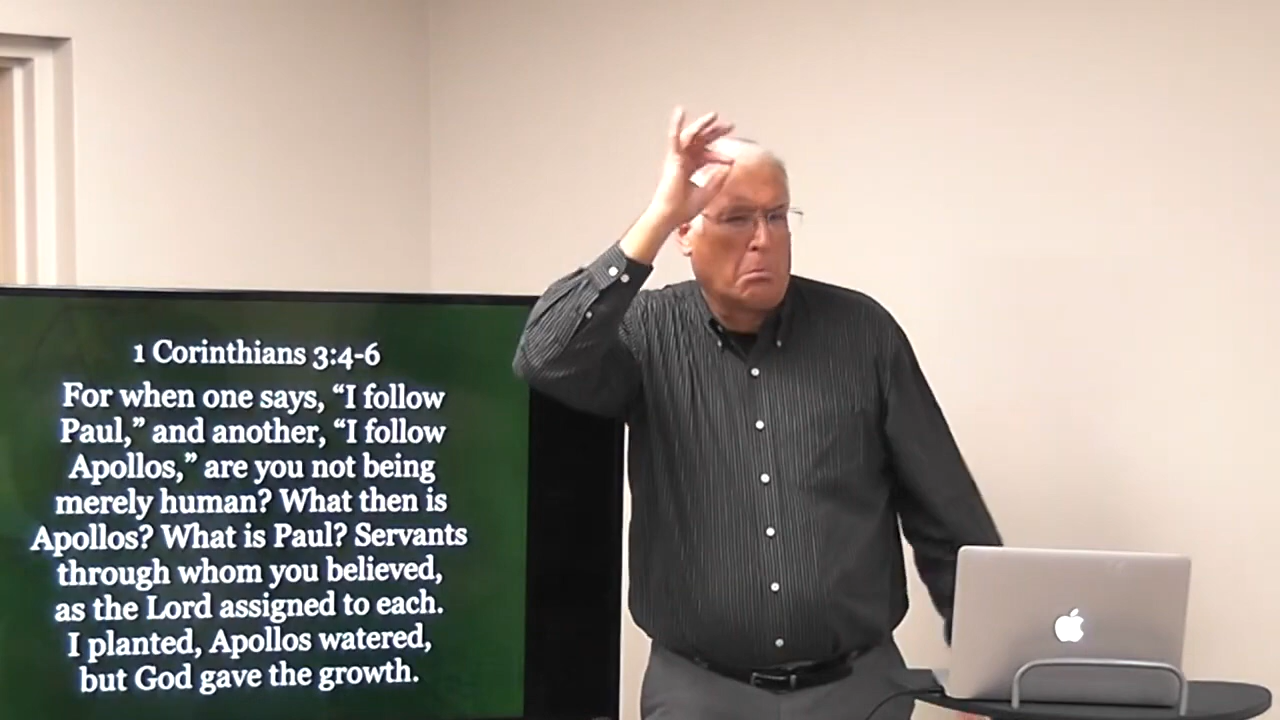 1 Corinthians 3:4-6
For when one says, “I follow
Paul,” and another, “I follow
Apollos,” are you not being
merely human? What then is
Apollos? What is Paul? Servants
through whom you believed,
as the Lord assigned to each.
I planted, Apollos watered,
but God gave the growth.